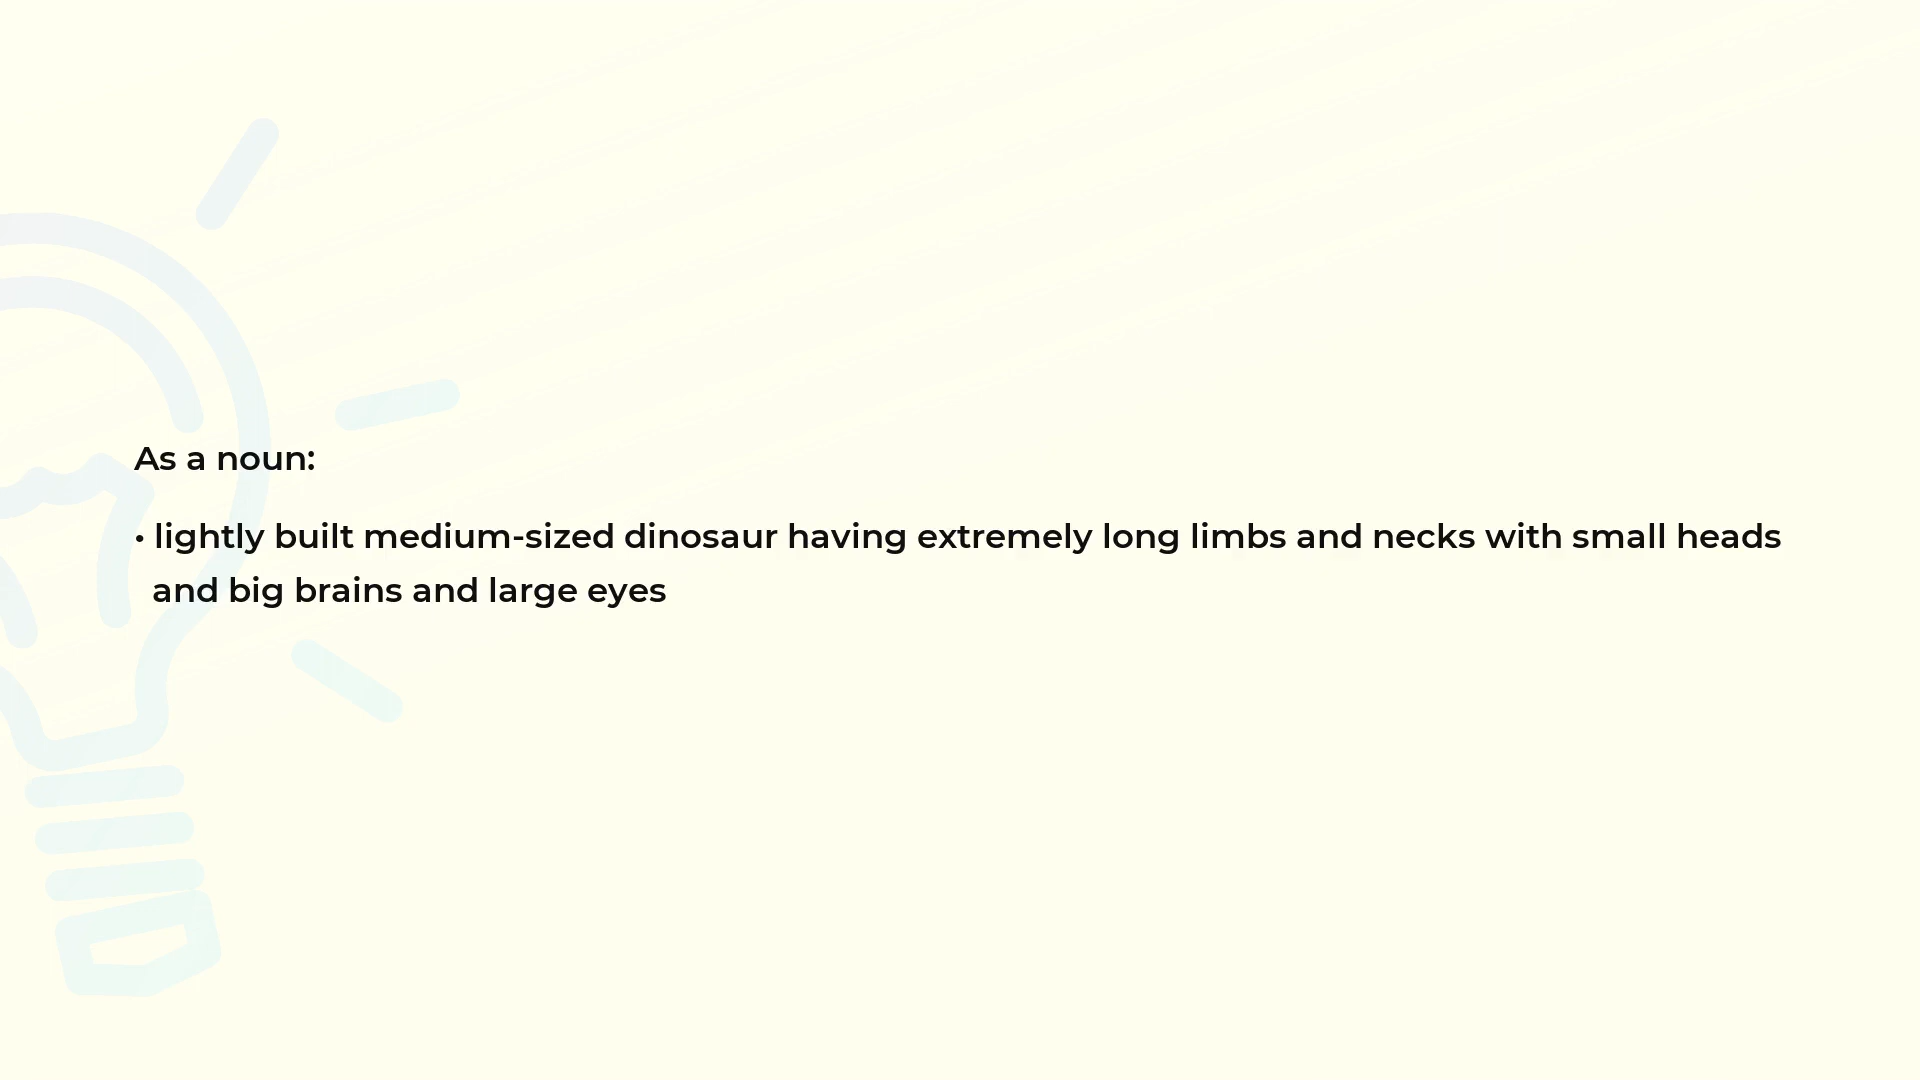 As a noun:
• lightly built medium-sized dinosaur having extremely long limbs and necks with small heads
and big brains and large eyes